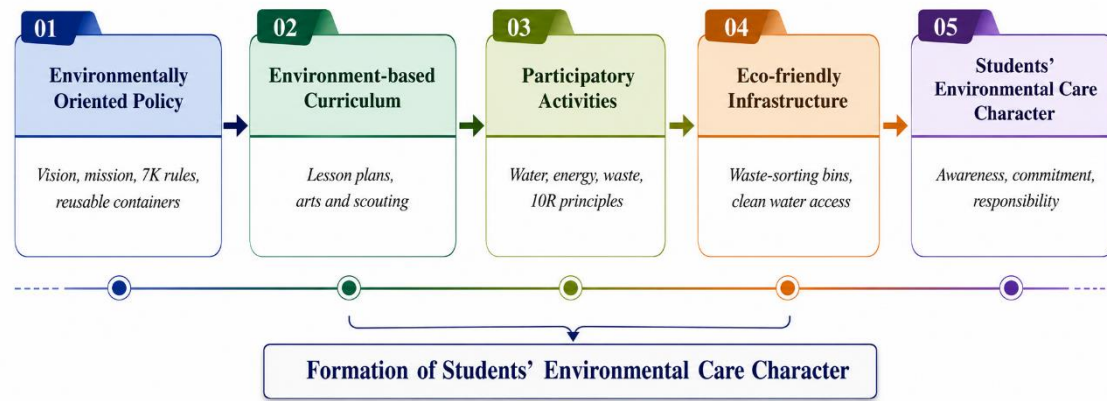 01
Environmentally
Oriented Policy
Vision, mission, 7K rules,
reusable containers
02
Environment-based
Curriculum
Lesson plans,
arts and scouting
03
Participatory
Activities
Water, energy, waste,
10R principles
04
Eco-friendly
Infrastructure
Waste-sorting bins,
clean water access
05
Students’
Environmental Care
Character
Awareness, commitment,
responsibility
Formation of Students’ Environmental Care Character